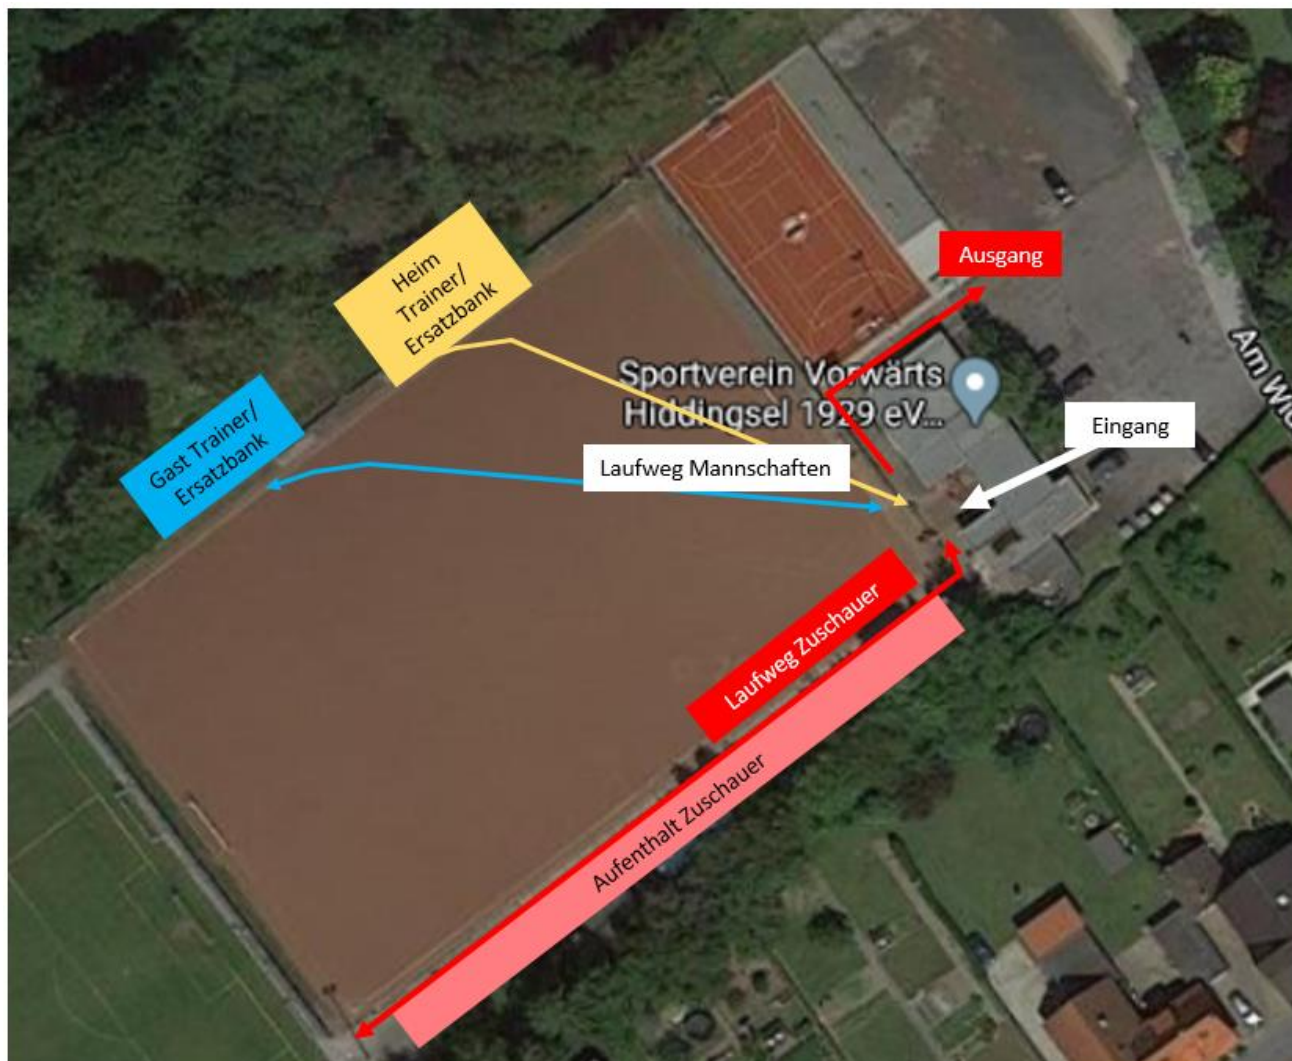 Ausgang
Heim
Trainer/
Ersatzbank
Sportverein Vorwärts
Hiddingsel 1929 eV...
Am Wi
Gast Trainer/
Ersatzbank
Eingang
Laufweg Mannschaften
Laufweg Zuschauer
Aufenthalt Zuschauer